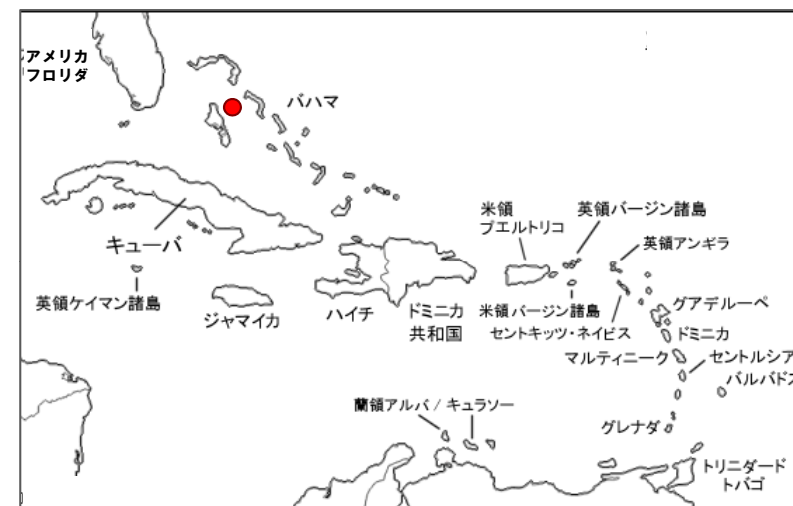 アメリカ
フロリダ
バハマ
キューバ
英領ケイマン諸島
ジャマイカ
ハイチ
ドミニカ
共和国
米領
プエルトリコ
英領バージン諸島
英領アンギラ
米領バージン諸島
セントキッツ・ネイビス
グアデルーペ
ドミニカ
マルティニーク
セントルシア
バルバドス
蘭領アルバ / キュラソー
グレナダ
トリニダード
トバゴ